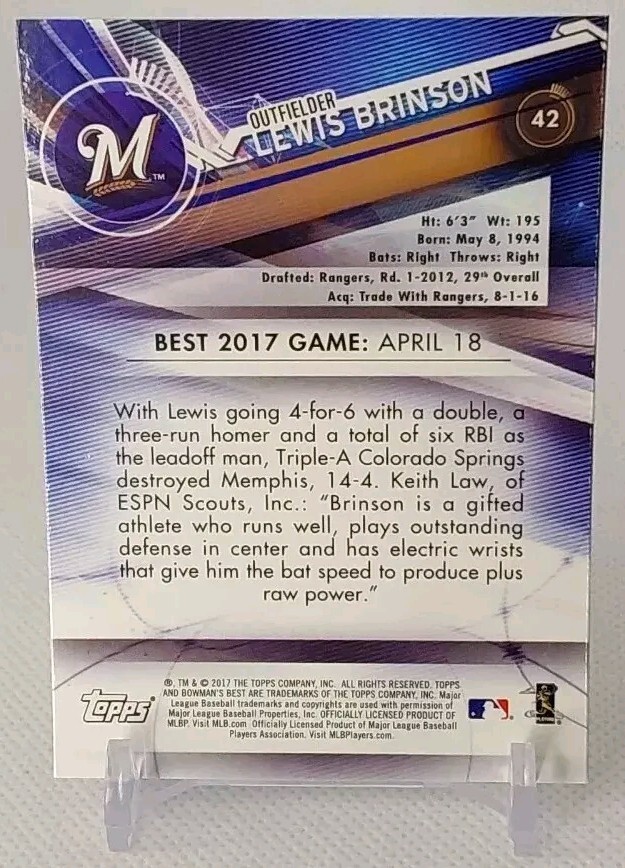 M™
OUTFIELDER
LEWIS BRINSON
42
Ht: 6'3" Wt: 195
Born: May 8, 1994
Bats: Right Throws: Right
Drafted: Rangers, Rd. 1-2012, 29th Overall
Acq: Trade With Rangers, 8-1-16
BEST 2017 GAME: APRIL 18
With Lewis going 4-for-6 with a double, a
three-run homer and a total of six RBI as
the leadoff man, Triple-A Colorado Springs
destroyed Memphis, 14-4. Keith Law, of
ESPN Scouts, Inc.: "Brinson is a gifted
athlete who runs well, plays outstanding
defense in center and has electric wrists
that give him the bat speed to produce plus
raw power."
®, TM & © 2017 THE TOPPS COMPANY, INC. ALL RIGHTS RESERVED. TOPPS
AND BOWMAN'S BEST ARE TRADEMARKS OF THE TOPPS COMPANY, INC. Major
League Baseball trademarks and copyrights are used with permission of
Major League Baseball Properties, Inc. OFFICIALLY LICENSED PRODUCT OF
MLBP. Visit MLB.com Officially Licensed Product of Major League Baseball
Players Association. Visit MLBPlayers.com.
topps®